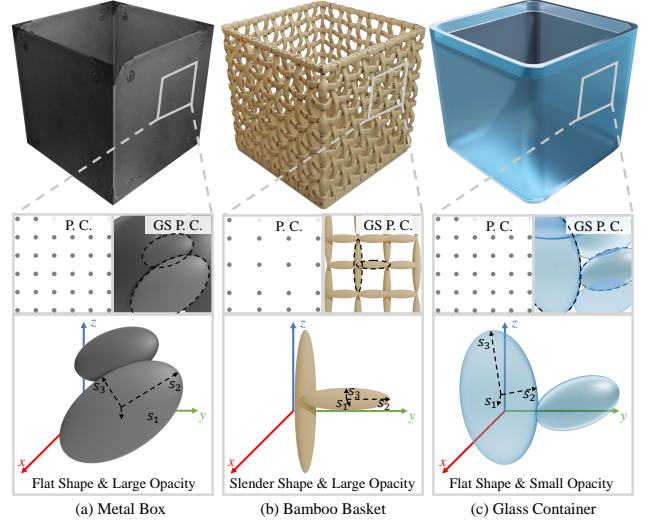 P. C.
GS P. C.
P. C.
GS P. C.
P. C.
GS P. C.
z
s3
s2
s1
y
x
Flat Shape & Large Opacity
z
s3
s1
s2
y
x
Slender Shape & Large Opacity
z
s3
s1
s2
y
x
Flat Shape & Small Opacity
(a) Metal Box
(b) Bamboo Basket
(c) Glass Container